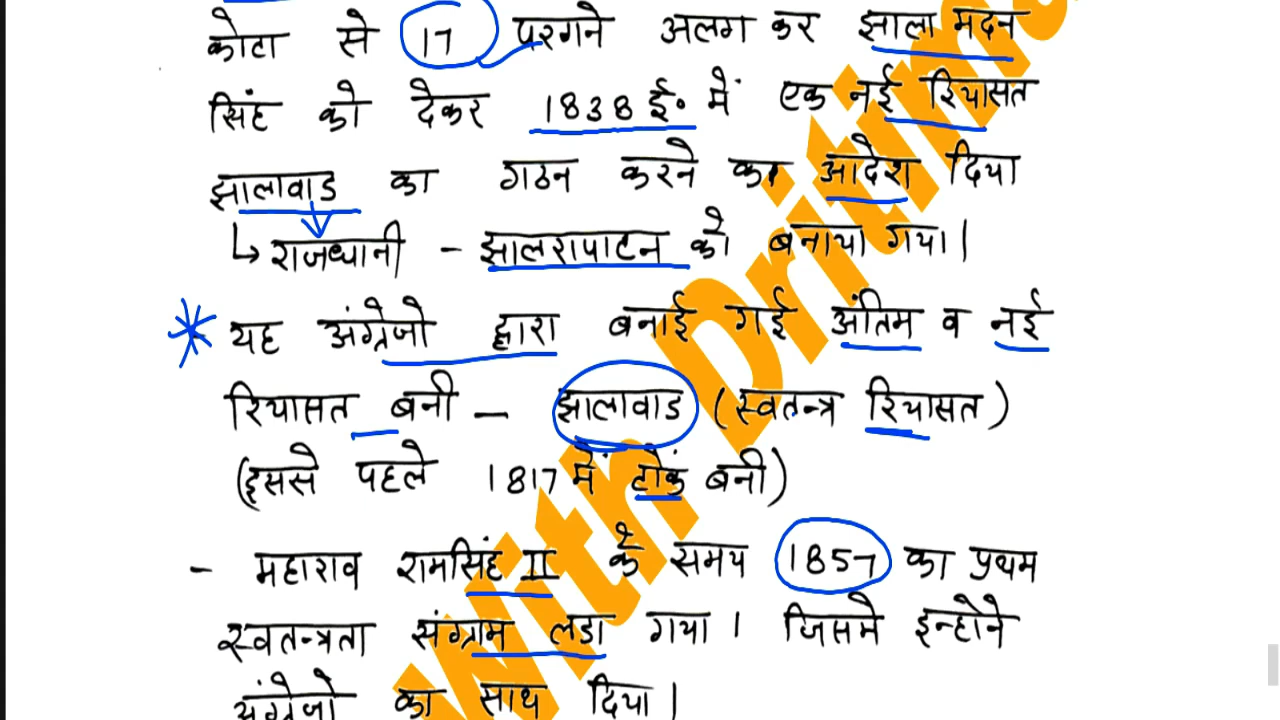 कोटा से 17 परगने अलग कर झाला मदन
सिंह को देकर 1838 ई॰ में एक नई रियासत
झालावाड का गठन करने का आदेश दिया
↳ राजधानी - झालरापाटन को बनाया गया।
* यह अंग्रेजो द्वारा बनाई गई अंतिम व नई
रियासत बनी - झालावाड (स्वतन्त्र रियासत)
(इससे पहले 1817 में टोंक बनी)
- महाराव रामसिंह II के समय 1857 का प्रथम
स्वतन्त्रता संग्राम लडा गया। जिसमे इन्होने
अंग्रेजो का साथ दिया।
With Dritim